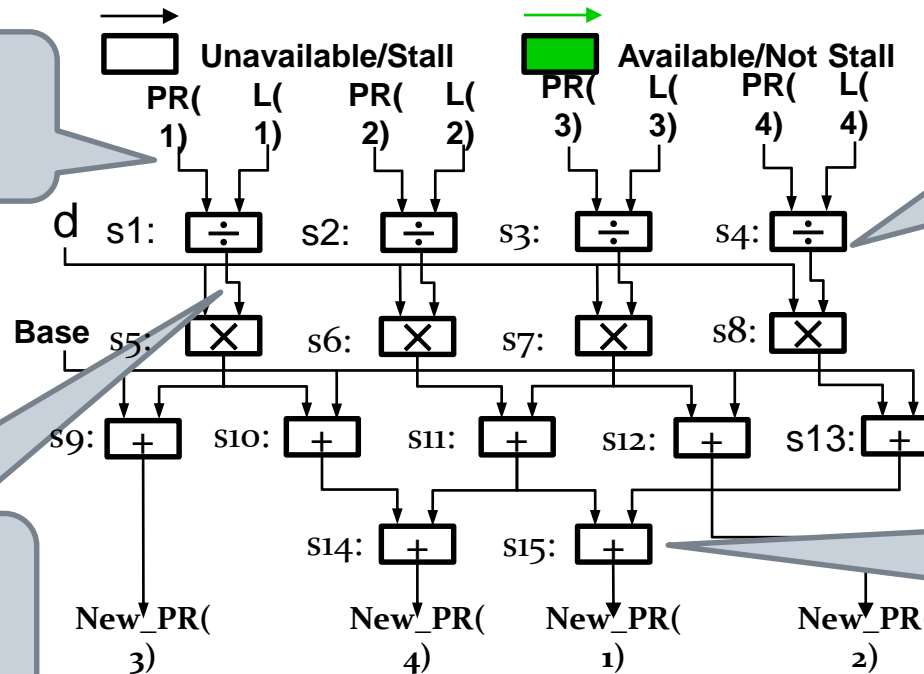 Unavailable/Stall
Available/Not Stall
PR(
1)
L(
1)
PR(
2)
L(
2)
PR(
3)
L(
3)
PR(
4)
L(
4)
d
s1: ÷
s2: ÷
s3: ÷
s4: ÷
Base
s5: ×
s6: ×
s7: ×
s8: ×
s9: +
s10: +
s11: +
s12: +
s13: +
s14: +
s15: +
New_PR(
3)
New_PR(
4)
New_PR(
1)
New_PR
2)